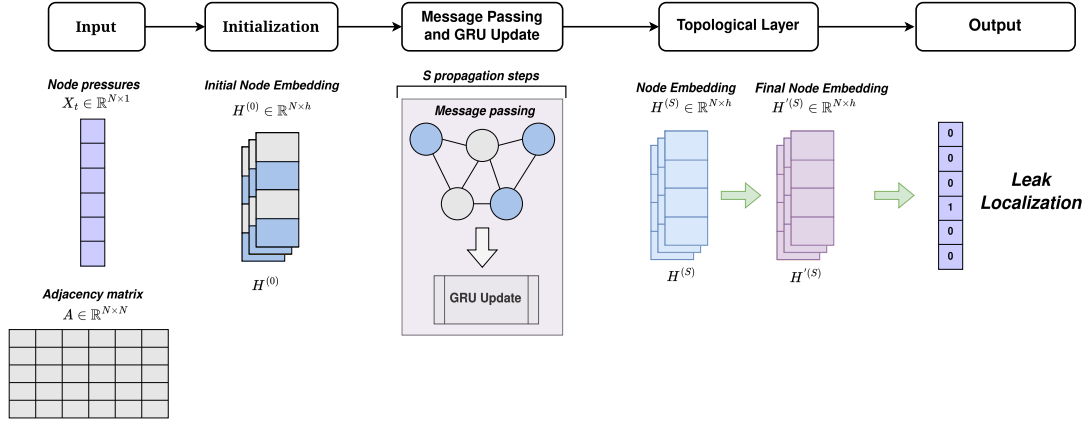 Input
Initialization
Message Passing
and GRU Update
Topological Layer
Output
Node pressures
X_t ∈ ℝ^{N×1}
Adjacency matrix
A ∈ ℝ^{N×N}
Initial Node Embedding
H^{(0)} ∈ ℝ^{N×h}
H^{(0)}
S propagation steps
Message passing
GRU Update
Node Embedding
H^{(S)} ∈ ℝ^{N×h}
H^{(S)}
Final Node Embedding
H^{'(S)} ∈ ℝ^{N×h}
H^{'(S)}
0
0
0
1
0
0
Leak
Localization